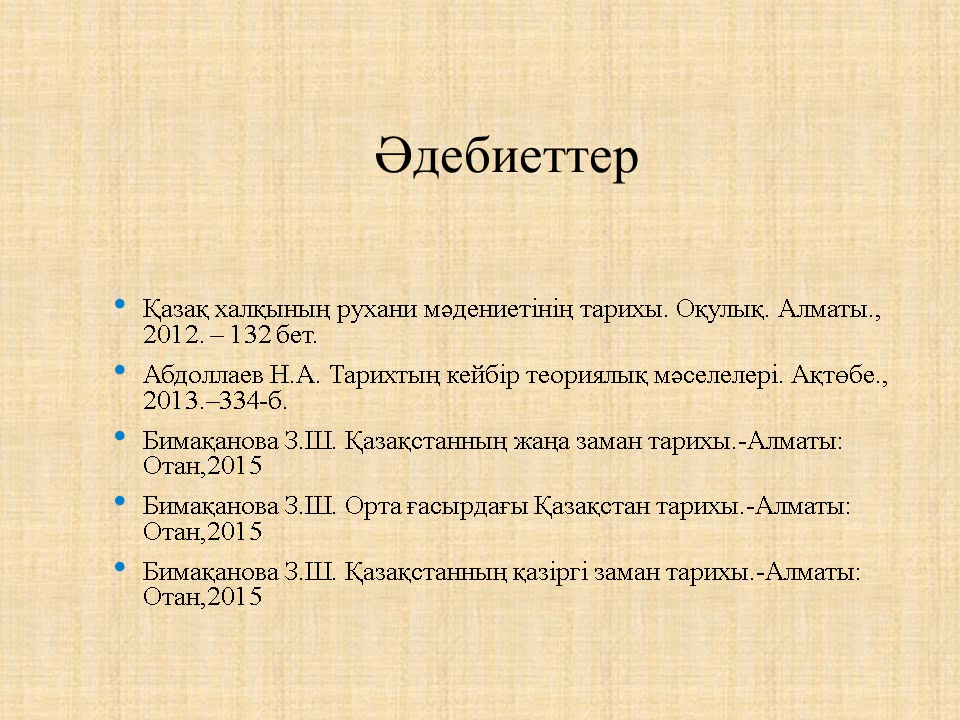 Әдебиеттер
• Қазақ халқының рухани мәдениетінің тарихы. Оқулық. Алматы.,
2012. – 132 бет.
• Абдоллаев Н.А. Тарихтың кейбір теориялық мәселелері. Ақтөбе.,
2013.–334-б.
• Бимақанова З.Ш. Қазақстанның жаңа заман тарихы.-Алматы:
Отан,2015
• Бимақанова З.Ш. Орта ғасырдағы Қазақстан тарихы.-Алматы:
Отан,2015
• Бимақанова З.Ш. Қазақстанның қазіргі заман тарихы.-Алматы:
Отан,2015